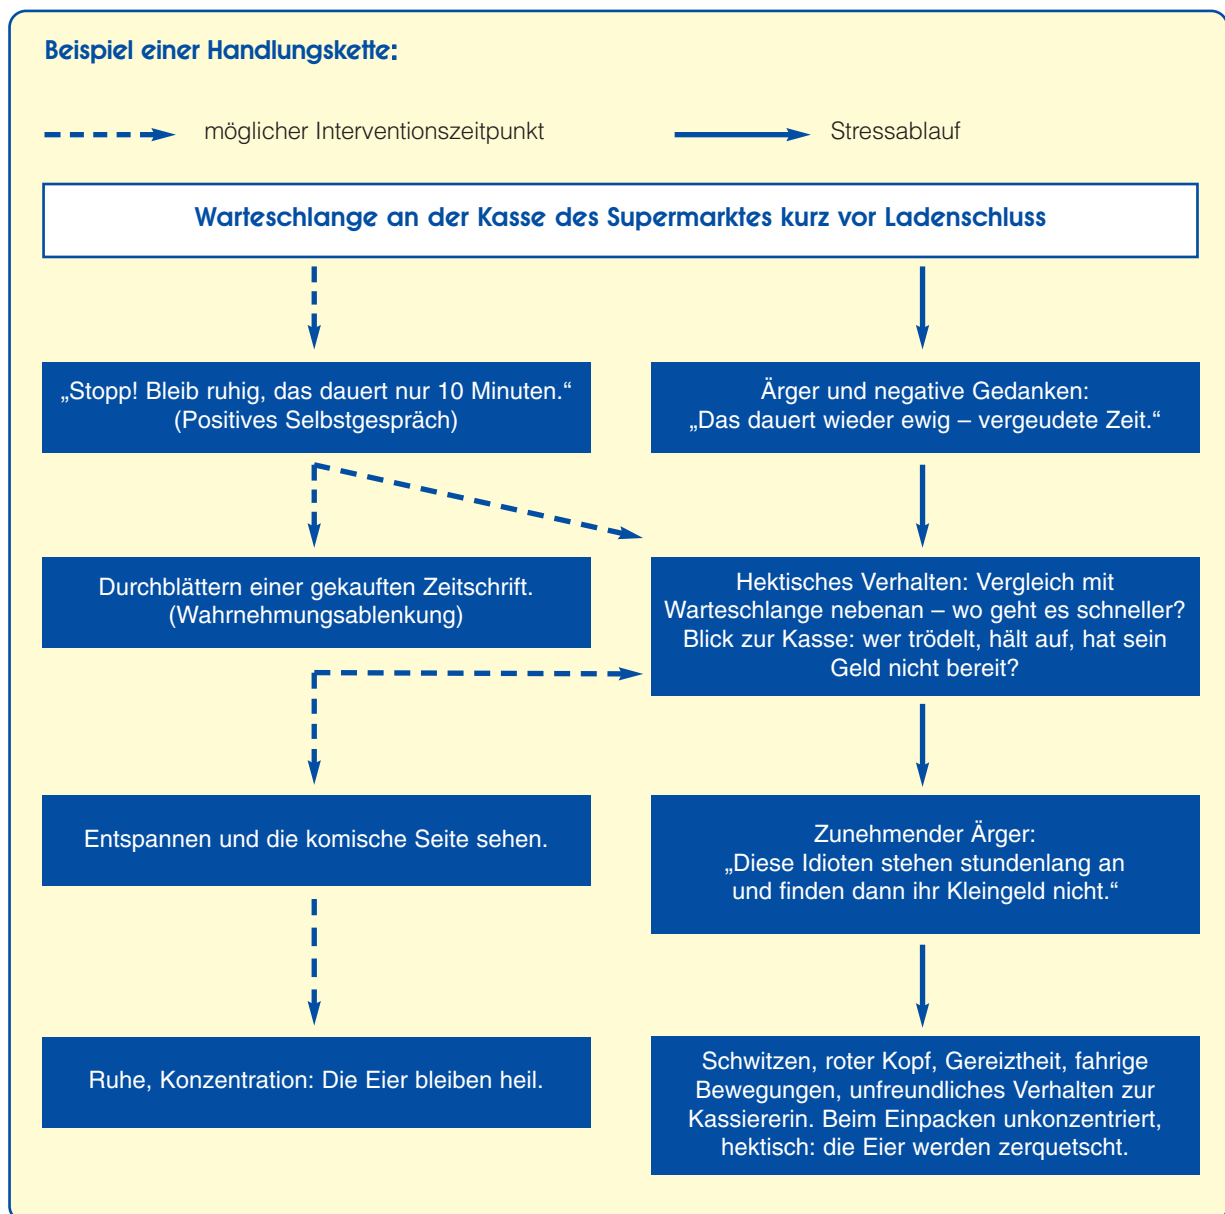 Beispiel einer Handlungskette:
möglicher Interventionszeitpunkt
Stressablauf
Warteschlange an der Kasse des Supermarktes kurz vor Ladenschluss
„Stopp! Bleib ruhig, das dauert nur 10 Minuten.“
(Positives Selbstgespräch)
Ärger und negative Gedanken:
„Das dauert wieder ewig – vergeudete Zeit.“
Durchblättern einer gekauften Zeitschrift.
(Wahrnehmungsablenkung)
Hektisches Verhalten: Vergleich mit
Warteschlange nebenan – wo geht es schneller?
Blick zur Kasse: wer trödelt, hält auf, hat sein
Geld nicht bereit?
Entspannen und die komische Seite sehen.
Zunehmender Ärger:
„Diese Idioten stehen stundenlang an
und finden dann ihr Kleingeld nicht.“
Ruhe, Konzentration: Die Eier bleiben heil.
Schwitzen, roter Kopf, Gereiztheit, fahrige
Bewegungen, unfreundliches Verhalten zur
Kassiererin. Beim Einpacken unkonzentriert,
hektisch: die Eier werden zerquetscht.